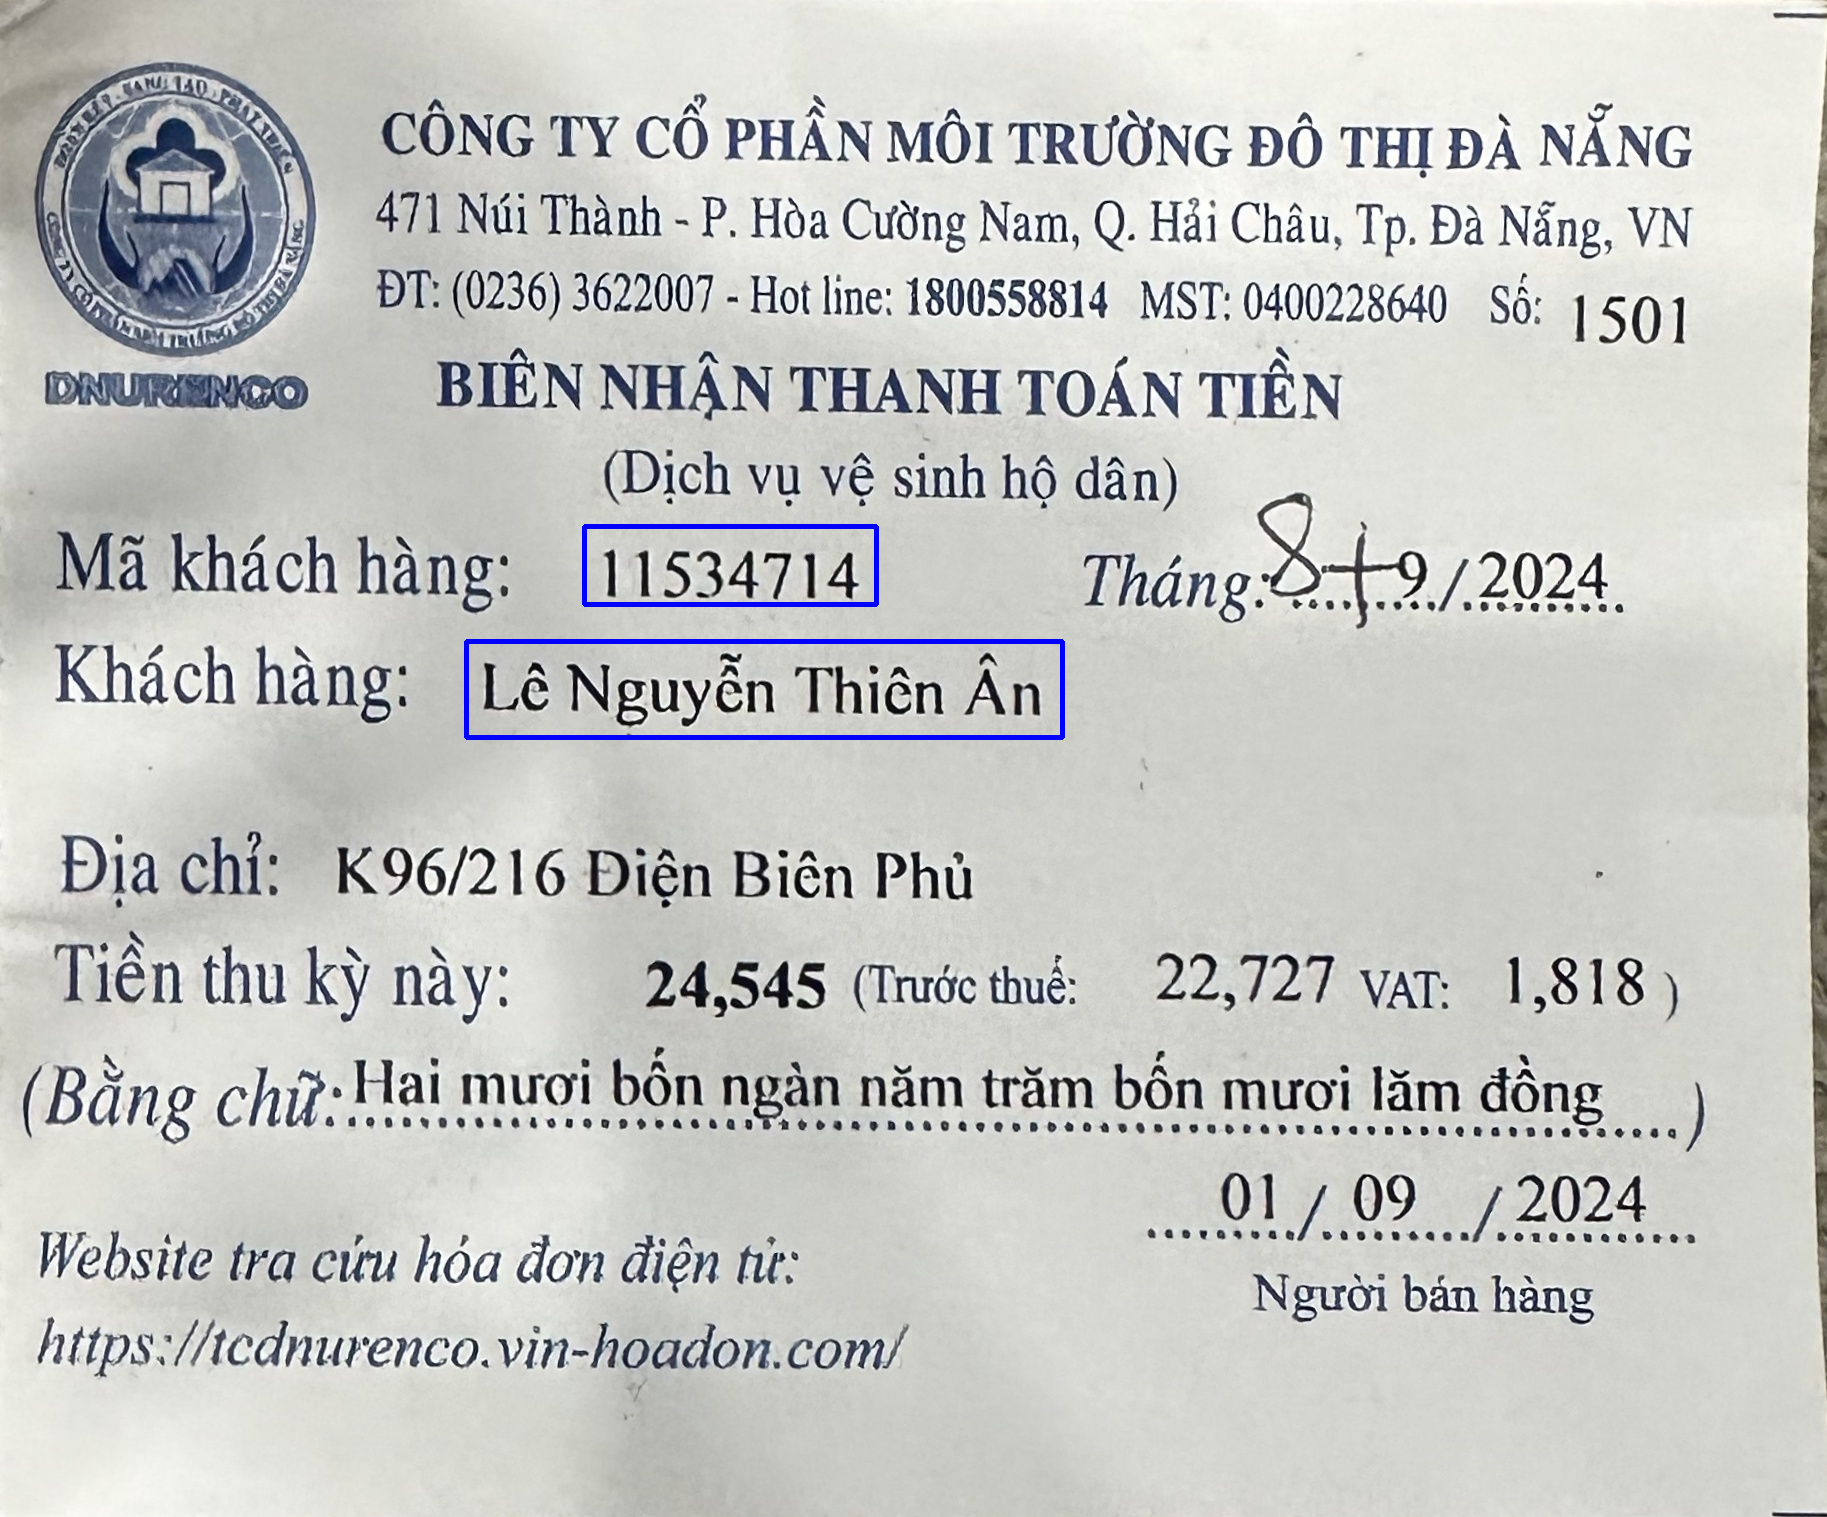 CÔNG TY CỔ PHẦN MÔI TRƯỜNG ĐÔ THỊ ĐÀ NẴNG
471 Núi Thành - P. Hòa Cường Nam, Q. Hải Châu, Tp. Đà Nẵng, VN
ĐT: (0236) 3622007 - Hot line: 1800558814 MST: 0400228640 Số: 1501
DNURENCO
BIÊN NHẬN THANH TOÁN TIỀN
(Dịch vụ vệ sinh hộ dân)
Mã khách hàng: 11534714 Tháng: 8+9/2024
Khách hàng: Lê Nguyễn Thiên Ân
Địa chỉ: K96/216 Điện Biên Phủ
Tiền thu kỳ này: 24,545 (Trước thuế: 22,727 VAT: 1,818 )
(Bằng chữ: Hai mươi bốn ngàn năm trăm bốn mươi lăm đồng )
01 / 09 / 2024
Người bán hàng
Website tra cứu hóa đơn điện tử:
https://tcdnurenco.vin-hoadon.com/